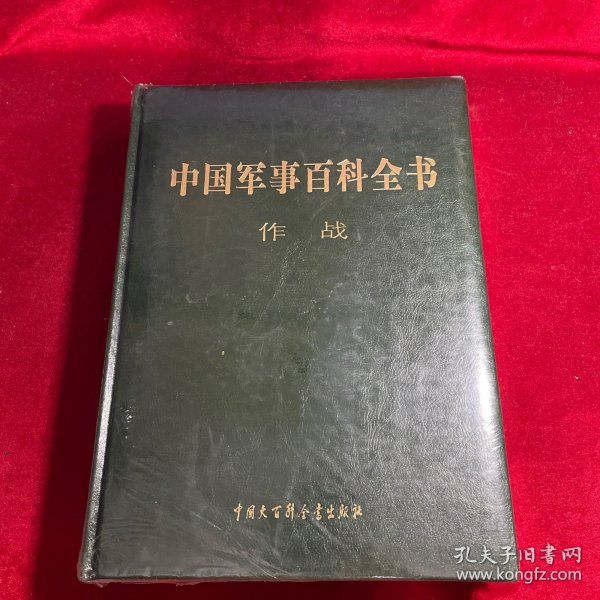 中国军事百科全书
作 战
中国大百科全书出版社
孔夫子旧书网
www.kongfz.com